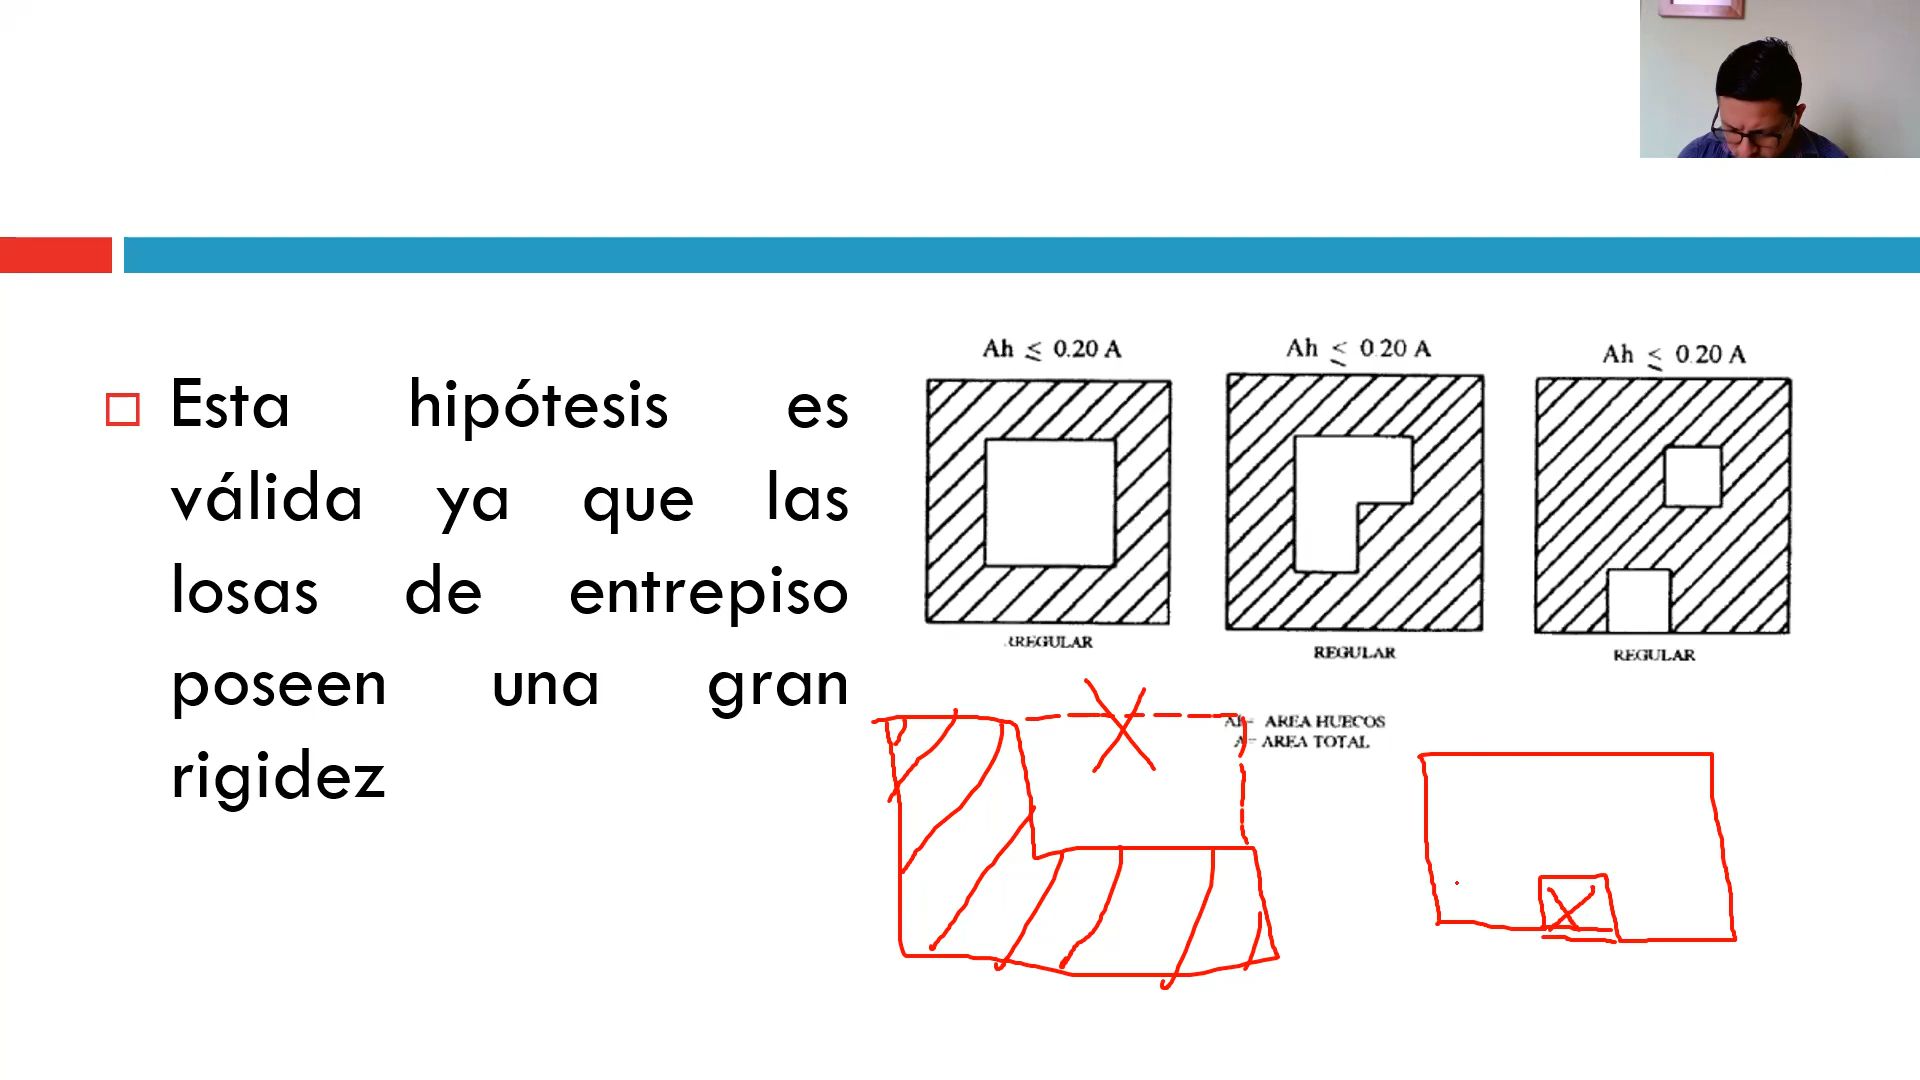 Esta hipótesis es
válida ya que las
losas de entrepiso
poseen una gran
rigidez
Ah ≤ 0.20 A
Ah ≤ 0.20 A
Ah ≤ 0.20 A
RREGULAR
REGULAR
REGULAR
AREA HUECOS
A= AREA TOTAL